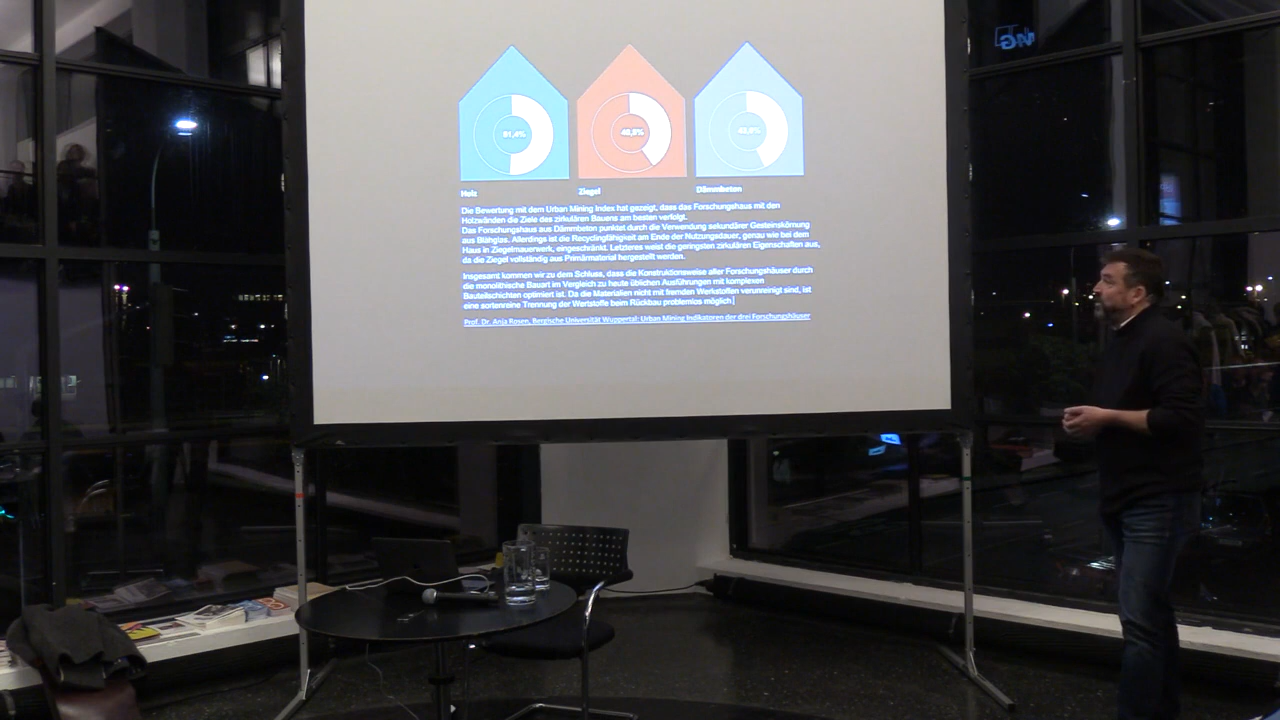 Holz
Ziegel
Dämmbeton
Die Bewertung mit dem Urban Mining Index hat gezeigt, dass das Forschungshaus mit den
Holzwänden die Ziele des zirkulären Bauens am besten verfolgt.
Das Forschungshaus aus Dämmbeton punktet durch die Verwendung sekundärer Gesteinskörnung
aus Blähglas. Allerdings ist die Recyclingfähigkeit am Ende der Nutzungsdauer, genau wie bei dem
Haus in Ziegelmauerwerk, eingeschränkt. Letzteres weist die geringsten zirkulären Eigenschaften aus,
da die Ziegel vollständig aus Primärmaterial hergestellt werden.
Insgesamt kommen wir zu dem Schluss, dass die Konstruktionsweise aller Forschungshäuser durch
die monolithische Bauart im Vergleich zu heute üblichen Ausführungen mit komplexen
Bauteilschichten optimiert ist. Da die Materialien nicht mit fremden Werkstoffen verunreinigt sind, ist
eine sortenreine Trennung der Wertstoffe beim Rückbau problemlos möglich
Prof. Dr. Anja Rosen, Bergische Universität Wuppertal: Urban Mining Indikatoren der drei Forschungshäuser